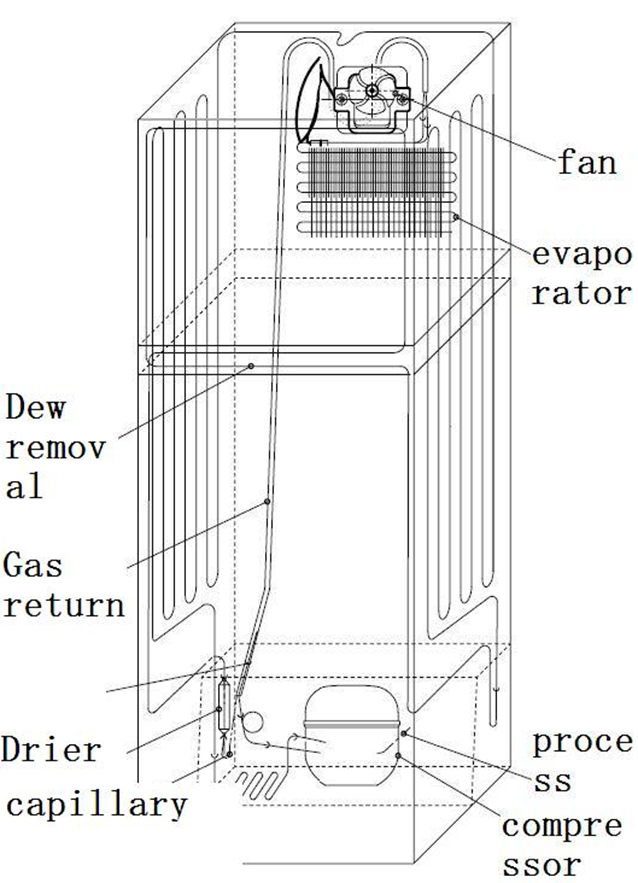 fan
evapo
rator
Dew
remov
al
Gas
return
Drier
capillary
proce
ss
compre
ssor